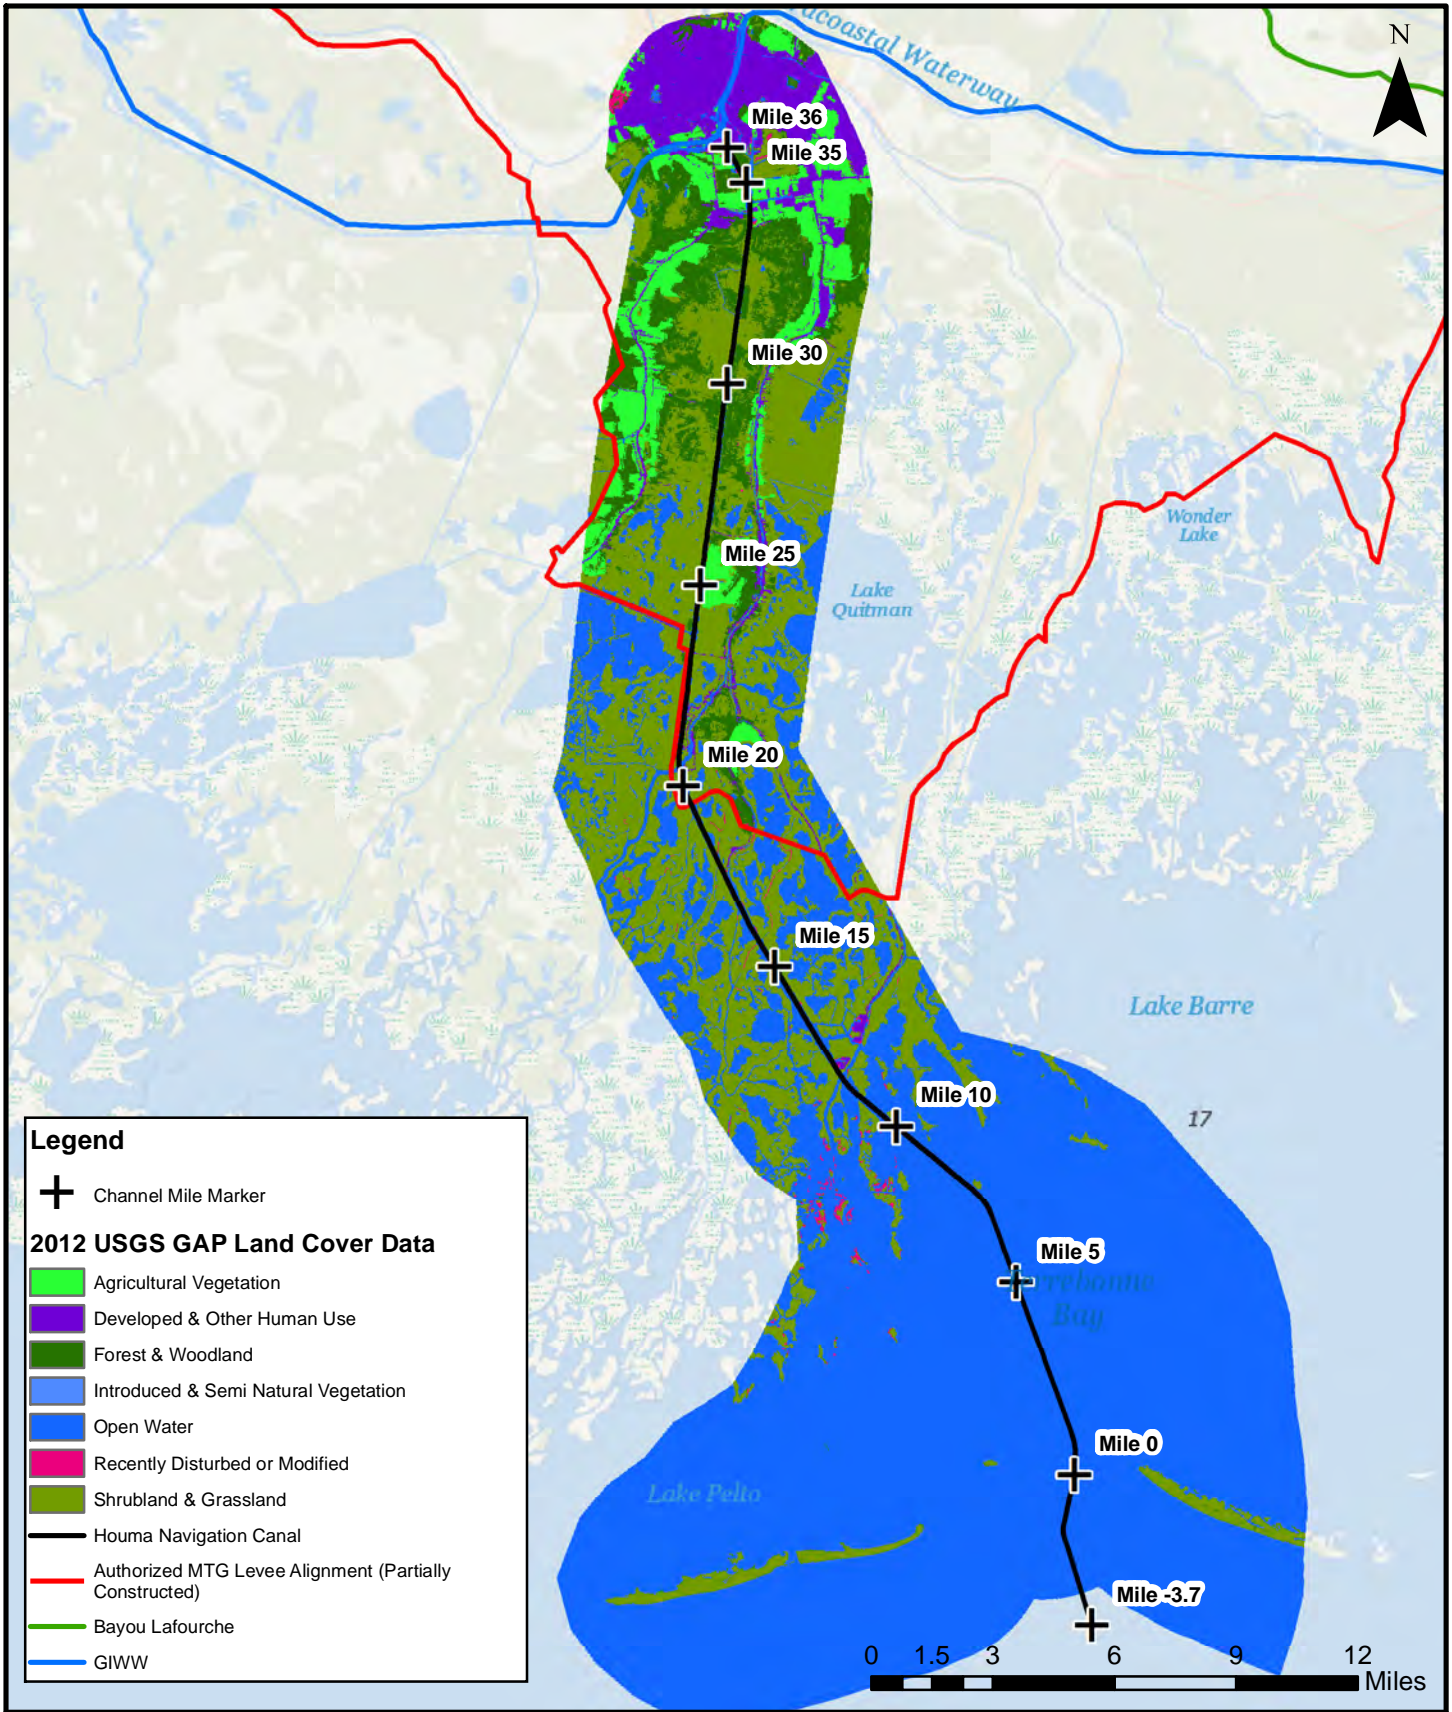 acoastal Waterway
N
Mile 36
Mile 35
Mile 30
Wonder
Lake
Mile 25
Lake
Quitman
Mile 20
Mile 15
Lake Barre
Mile 10
17
Mile 5
Bay
Mile 0
Lake Pelto
Mile -3.7
Legend
Channel Mile Marker
2012 USGS GAP Land Cover Data
Agricultural Vegetation
Developed & Other Human Use
Forest & Woodland
Introduced & Semi Natural Vegetation
Open Water
Recently Disturbed or Modified
Shrubland & Grassland
Houma Navigation Canal
Authorized MTG Levee Alignment (Partially
Constructed)
Bayou Lafourche
GIWW
0 1.5 3 6 9 12
Miles